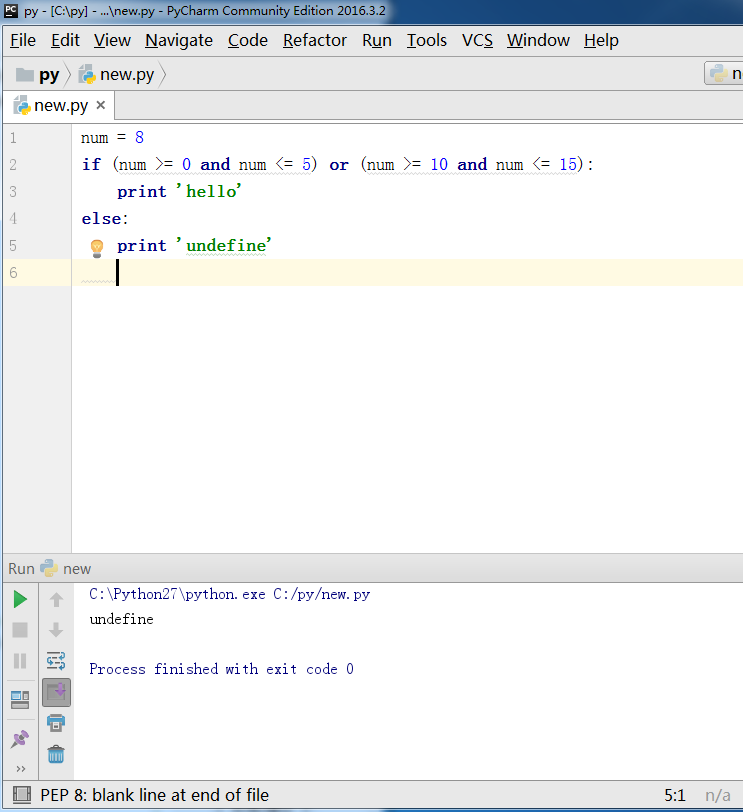 PC py - [C:\py] - ...\new.py - PyCharm Community Edition 2016.3.2
File Edit View Navigate Code Refactor Run Tools VCS Window Help
py new.py n
new.py ×
1 num = 8
2 if (num >= 0 and num <= 5) or (num >= 10 and num <= 15):
3 print 'hello'
4 else:
5 print 'undefine'
6
Run new
C:\Python27\python.exe C:/py/new.py
undefine
Process finished with exit code 0
>>
PEP 8: blank line at end of file 5:1 n/a